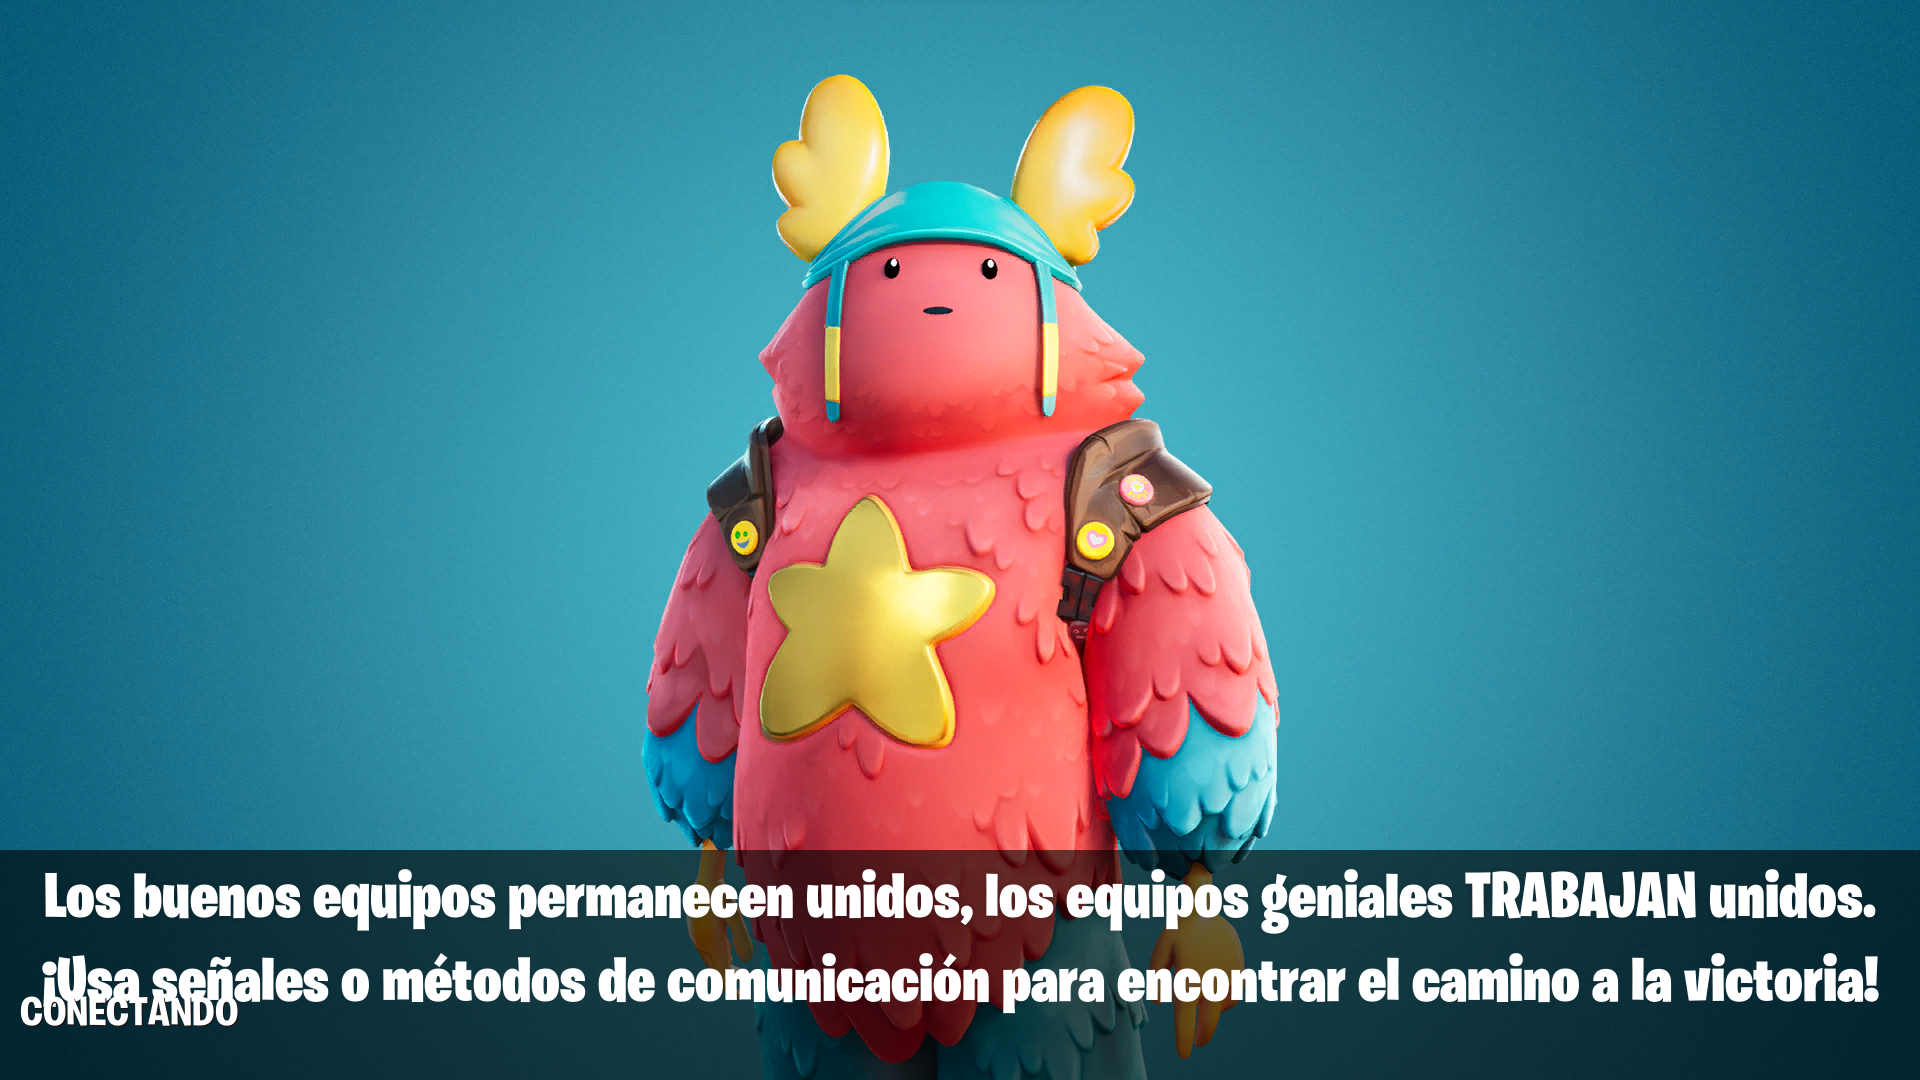 Los buenos equipos permanecen unidos, los equipos geniales TRABAJAN unidos.
¡Usa señales o métodos de comunicación para encontrar el camino a la victoria!
CONECTANDO